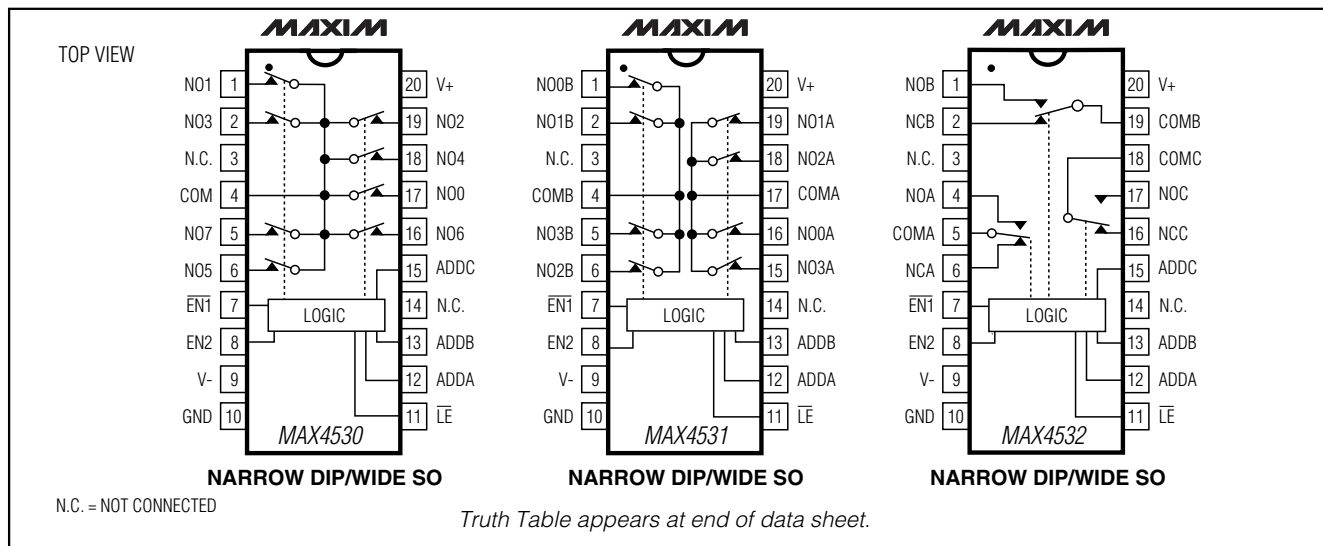 TOP VIEW
MAXIM
NO1 1
NO3 2
N.C. 3
COM 4
NO7 5
NO5 6
EN1 7
EN2 8
V- 9
GND 10
20 V+
19 NO2
18 NO4
17 NO0
16 NO6
15 ADDC
14 N.C.
13 ADDB
12 ADDA
11 LE
LOGIC
MAX4530
NARROW DIP/WIDE SO
MAXIM
NO0B 1
NO1B 2
N.C. 3
COMB 4
NO3B 5
NO2B 6
EN1 7
EN2 8
V- 9
GND 10
20 V+
19 NO1A
18 NO2A
17 COMA
16 NO0A
15 NO3A
14 N.C.
13 ADDB
12 ADDA
11 LE
LOGIC
MAX4531
NARROW DIP/WIDE SO
MAXIM
NOB 1
NCB 2
N.C. 3
NOA 4
COMA 5
NCA 6
EN1 7
EN2 8
V- 9
GND 10
20 V+
19 COMB
18 COMC
17 NOC
16 NCC
15 ADDC
14 N.C.
13 ADDB
12 ADDA
11 LE
LOGIC
MAX4532
NARROW DIP/WIDE SO
N.C. = NOT CONNECTED
Truth Table appears at end of data sheet.